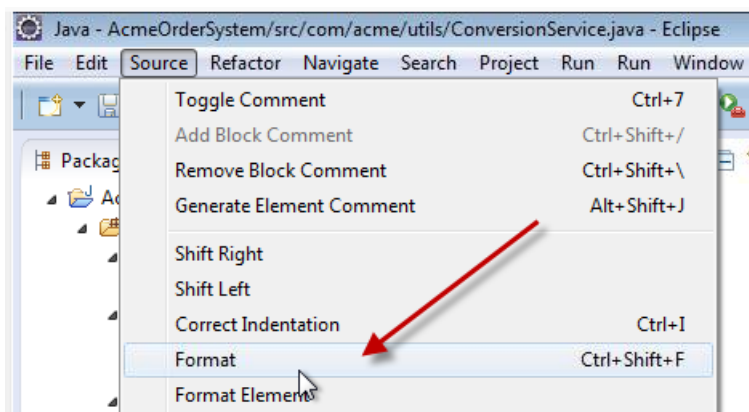 Java - AcmeOrderSystem/src/com/acme/utils/ConversionService.java - Eclipse
File Edit Source Refactor Navigate Search Project Run Run Window
Toggle Comment Ctrl+7
Add Block Comment Ctrl+Shift+/
Packag Remove Block Comment Ctrl+Shift+\
Ac Generate Element Comment Alt+Shift+J
Shift Right
Shift Left
Correct Indentation Ctrl+I
Format Ctrl+Shift+F
Format Element